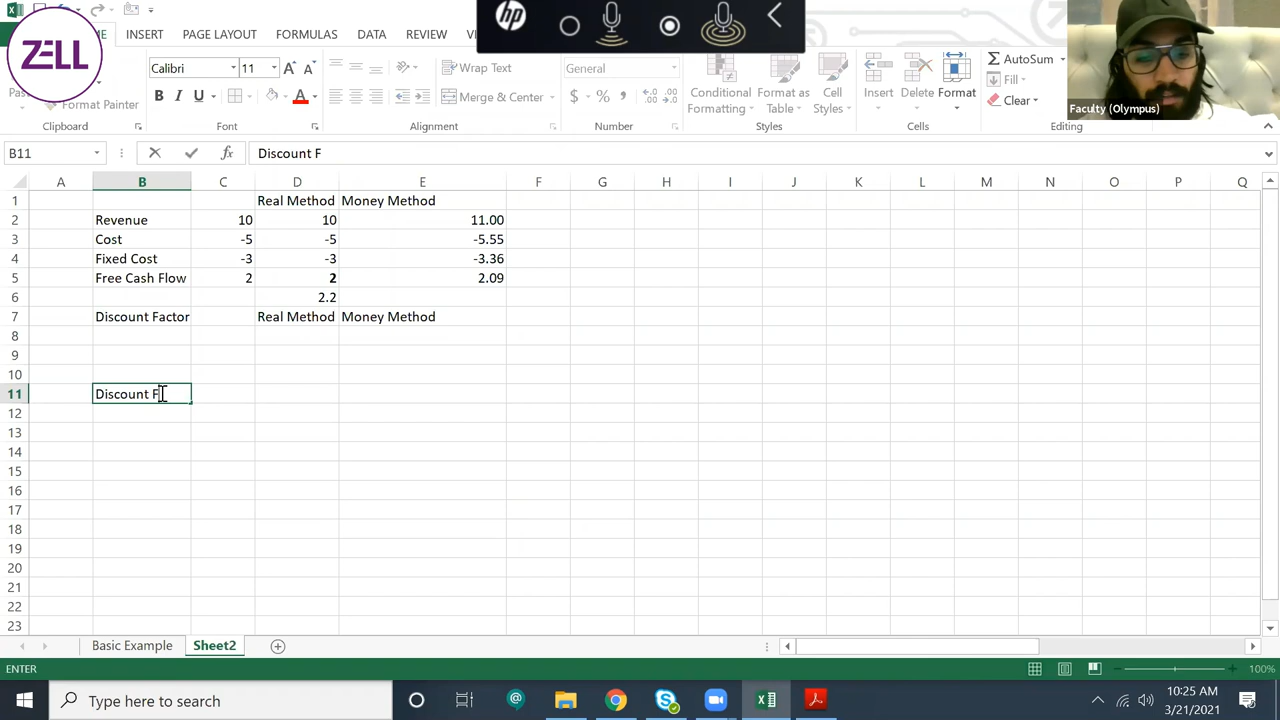 hp
ZELL
INSERT PAGE LAYOUT FORMULAS DATA REVIEW
Calibri 11 Wrap Text General AutoSum
Fill
Format Painter B I U Merge & Center $ % Conditional Formatting Format as Table Cell Styles Insert Delete Format Clear
Faculty (Olympus)
Clipboard Font Alignment Number Styles Cells Editing
B11 fx Discount F
A B C D E F G H I J K L M N O P Q
1 Real Method Money Method
2 Revenue 10 10 11.00
3 Cost -5 -5 -5.55
4 Fixed Cost -3 -3 -3.36
5 Free Cash Flow 2 2 2.09
6 2.2
7 Discount Factor Real Method Money Method
8
9
10
11 Discount F
12
13
14
15
16
17
18
19
20
21
22
23
Basic Example Sheet2
ENTER 100%
Type here to search
10:25 AM
3/21/2021